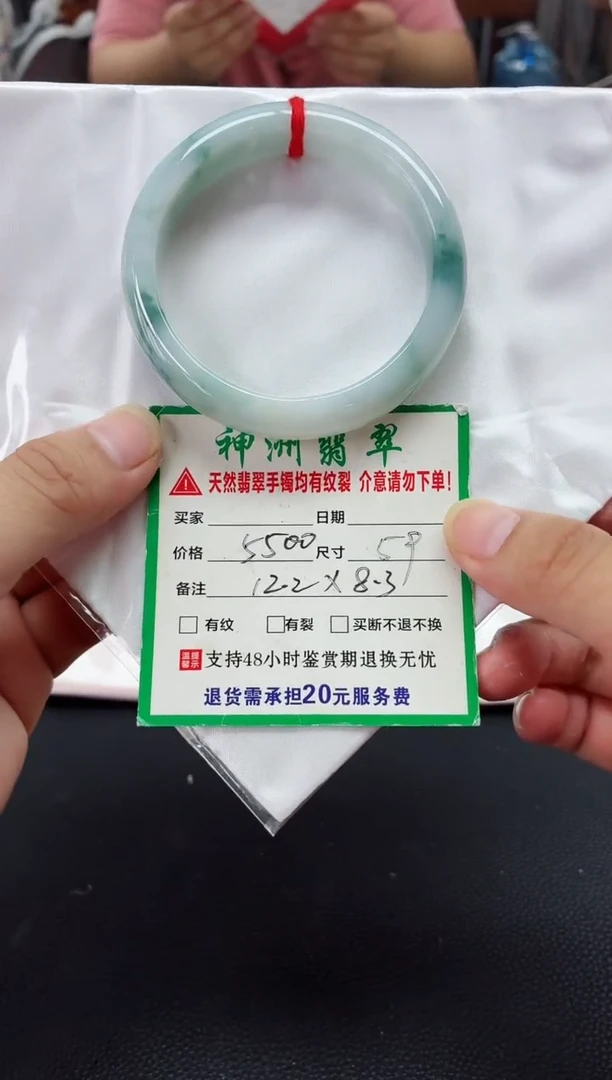 神洲翡翠
天然翡翠手镯均有纹裂 介意请勿下单!
买家 日期
价格 5500 尺寸 59
备注 12.2×8.3
有纹 有裂 买断不退不换
温馨提示 支持48小时鉴赏期退换无忧
退货需承担20元服务费